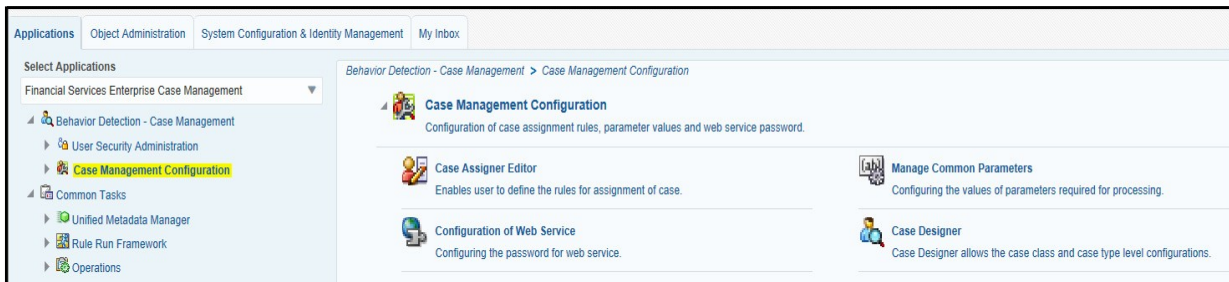 Applications Object Administration System Configuration & Identity Management My Inbox
Select Applications
Financial Services Enterprise Case Management
Behavior Detection - Case Management
User Security Administration
Case Management Configuration
Common Tasks
Unified Metadata Manager
Rule Run Framework
Operations
Behavior Detection - Case Management > Case Management Configuration
Case Management Configuration
Configuration of case assignment rules, parameter values and web service password.
Case Assigner Editor
Enables user to define the rules for assignment of case.
Manage Common Parameters
Configuring the values of parameters required for processing.
Configuration of Web Service
Configuring the password for web service.
Case Designer
Case Designer allows the case class and case type level configurations.